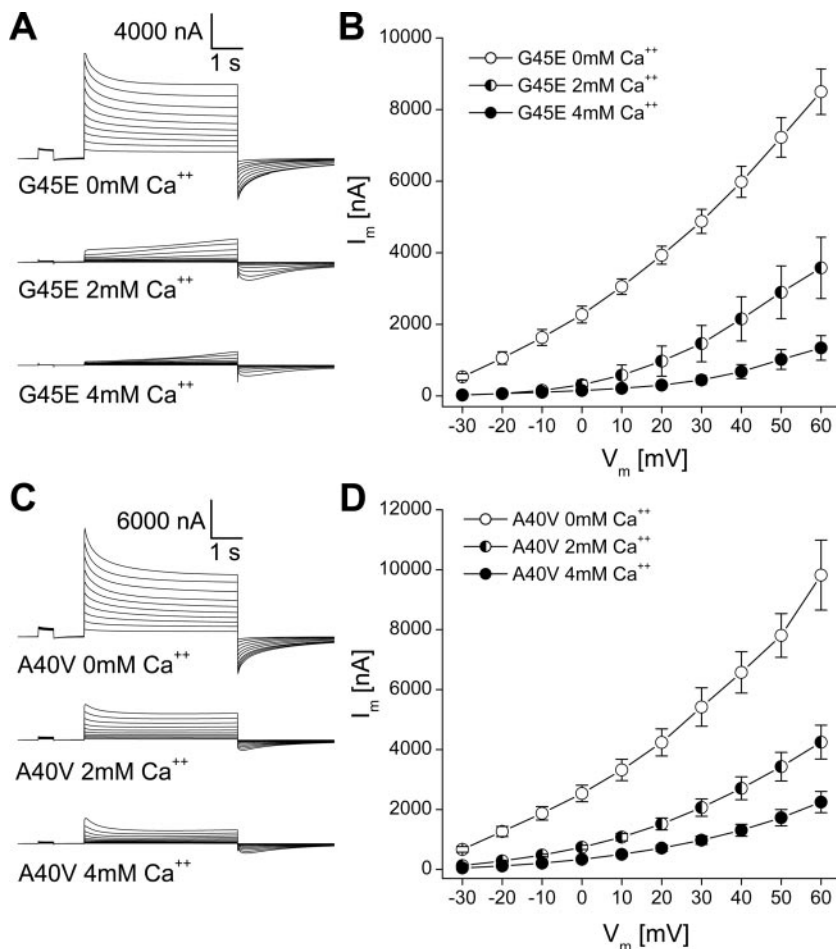 A
4000 nA
1 s
G45E 0mM Ca++
G45E 2mM Ca++
G45E 4mM Ca++
B
G45E 0mM Ca++
G45E 2mM Ca++
G45E 4mM Ca++
10000
8000
6000
4000
2000
0
Im [nA]
-30 -20 -10 0 10 20 30 40 50 60
Vm [mV]
C
6000 nA
1 s
A40V 0mM Ca++
A40V 2mM Ca++
A40V 4mM Ca++
D
A40V 0mM Ca++
A40V 2mM Ca++
A40V 4mM Ca++
12000
10000
8000
6000
4000
2000
0
Im [nA]
-30 -20 -10 0 10 20 30 40 50 60
Vm [mV]